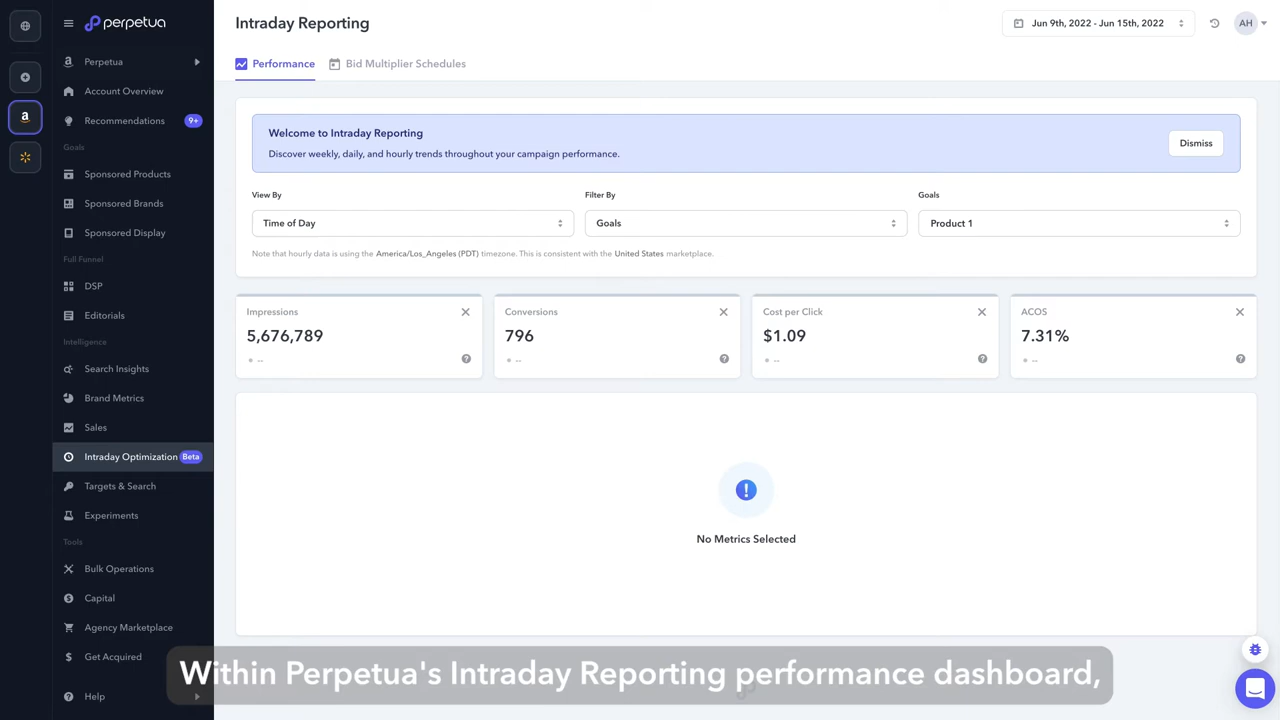 perpetua
Perpetua
Account Overview
Recommendations 9+
Goals
Sponsored Products
Sponsored Brands
Sponsored Display
Full Funnel
DSP
Editorials
Intelligence
Search Insights
Brand Metrics
Sales
Intraday Optimization Beta
Targets & Search
Experiments
Tools
Bulk Operations
Capital
Agency Marketplace
Get Acquired
Help
Intraday Reporting
Jun 9th, 2022 - Jun 15th, 2022
AH
Performance
Bid Multiplier Schedules
Welcome to Intraday Reporting
Discover weekly, daily, and hourly trends throughout your campaign performance.
Dismiss
View By
Filter By
Goals
Time of Day
Goals
Product 1
Note that hourly data is using the America/Los_Angeles (PDT) timezone. This is consistent with the United States marketplace.
Impressions
5,676,789
--
Conversions
796
--
Cost per Click
$1.09
--
ACOS
7.31%
--
No Metrics Selected
Within Perpetua's Intraday Reporting performance dashboard,